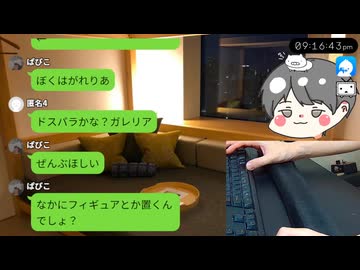 09:16:43pm
ぱぴこ
ぼくはがれりあ
匿名4
ドスパラかな？ガレリア
ぱぴこ
ぜんぶほしい
ぱぴこ
なかにフィギュアとか置くん
でしょ？